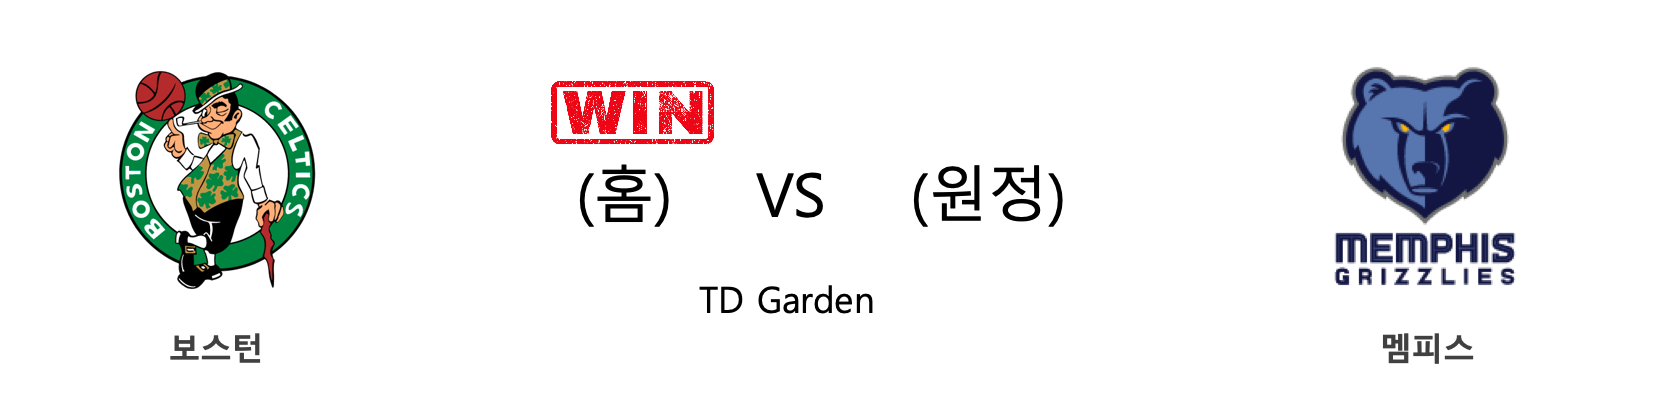 BOSTON CELTICS
WIN
(홈) VS (원정)
MEMPHIS
GRIZZLIES
TD Garden
보스턴
멤피스